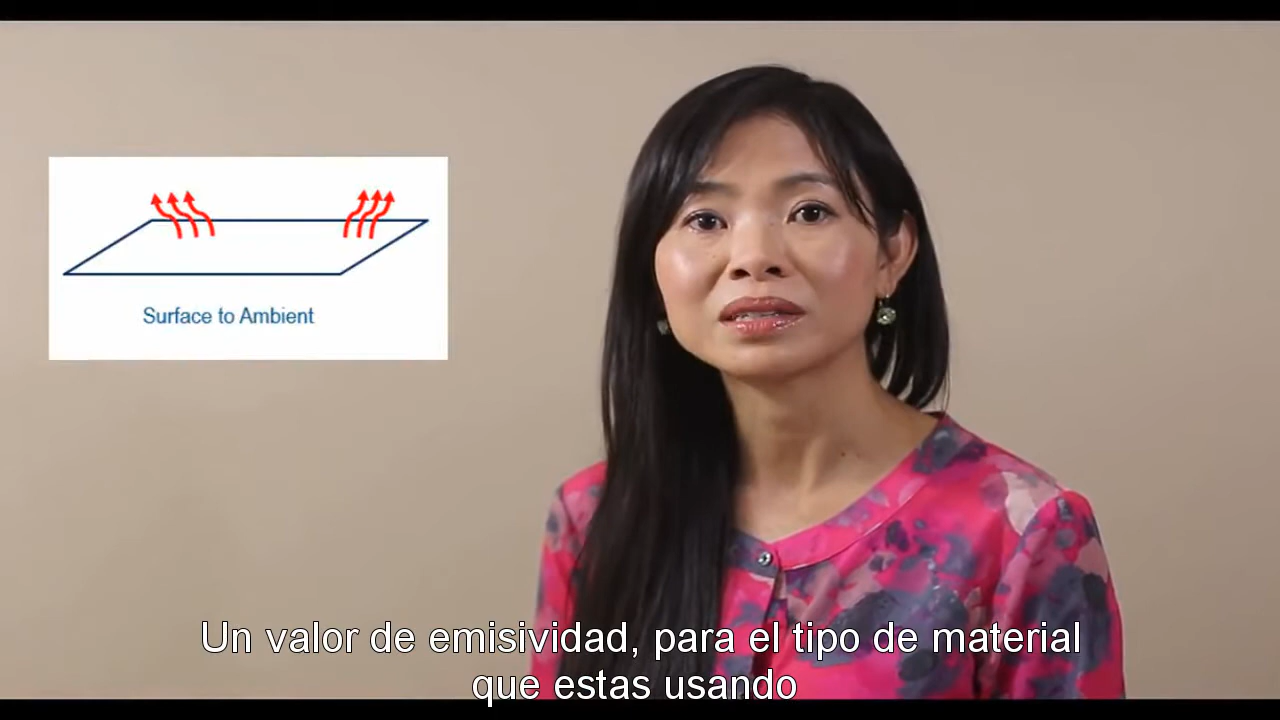 Surface to Ambient
Un valor de emisividad, para el tipo de material
que estas usando